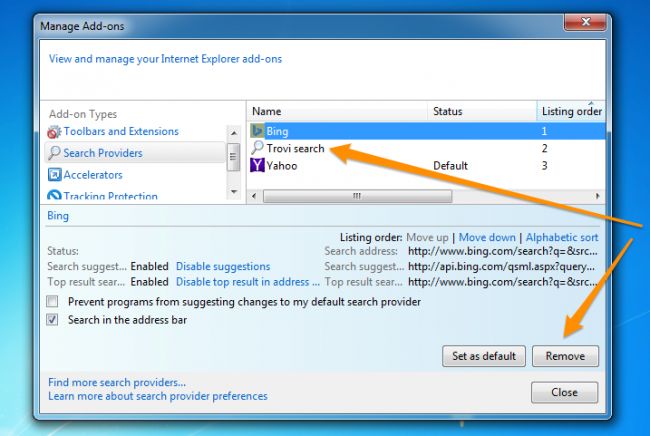 Manage Add-ons
View and manage your Internet Explorer add-ons
Add-on Types
Toolbars and Extensions
Search Providers
Accelerators
Tracking Protection
Name Status Listing order
Bing 1
Trovi search 2
Yahoo Default 3
Bing
Listing order: Move up | Move down | Alphabetic sort
Status: Search address: http://www.bing.com/search?q=&src...
Search suggest... Enabled Disable suggestions Search suggest... http://api.bing.com/qsml.aspx?query...
Top result sear... Enabled Disable top result in address ... Top result sear... http://www.bing.com/search?q=&src...
Prevent programs from suggesting changes to my default search provider
Search in the address bar
Set as default Remove
Find more search providers...
Learn more about search provider preferences
Close